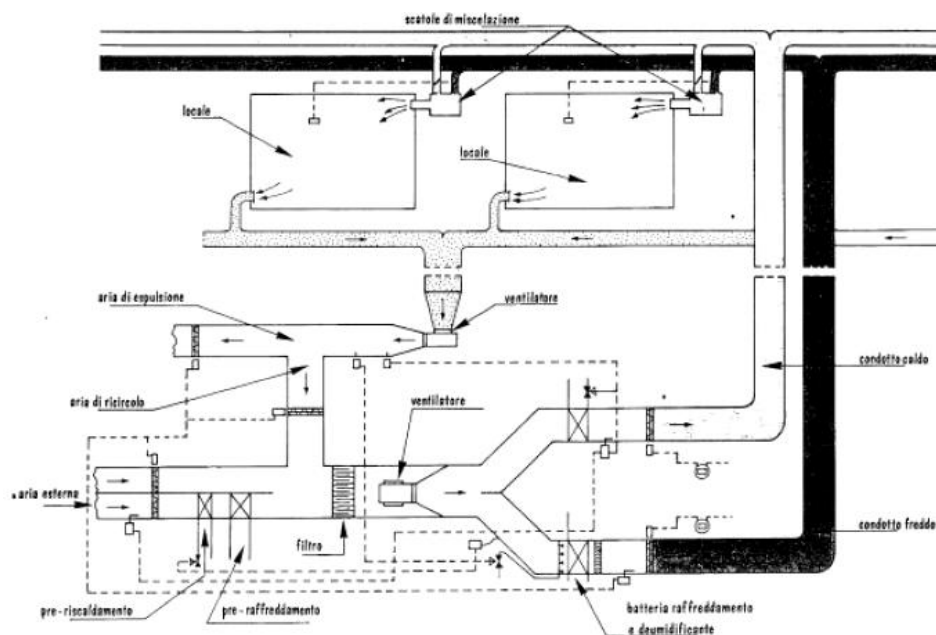 scatole di miscelazione
locale
locale
aria di espulsione
ventilatore
condotto caldo
aria di ricircolo
ventilatore
aria esterna
condotto freddo
filtro
pre-riscaldamento
pre-raffreddamento
batteria raffreddamento
e deumidificante